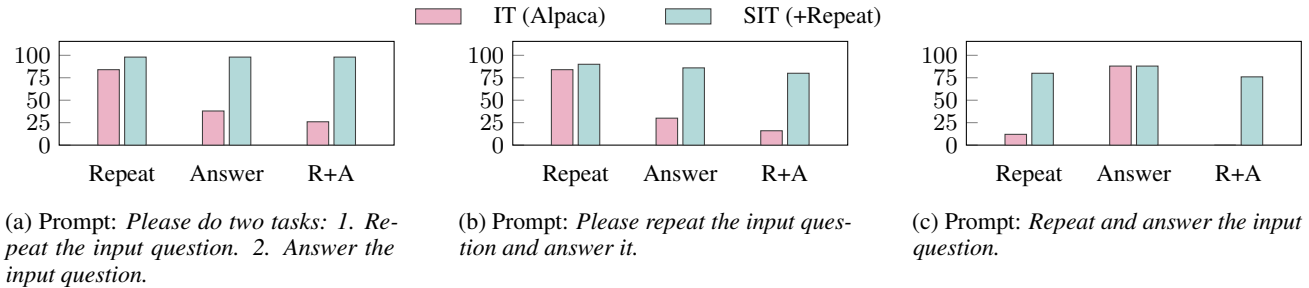 IT (Alpaca) SIT (+Repeat)
100
75
50
25
0
Repeat Answer R+A
(a) Prompt: Please do two tasks: 1. Re-
peat the input question. 2. Answer the
input question.
100
75
50
25
0
Repeat Answer R+A
(b) Prompt: Please repeat the input ques-
tion and answer it.
100
75
50
25
0
Repeat Answer R+A
(c) Prompt: Repeat and answer the input
question.